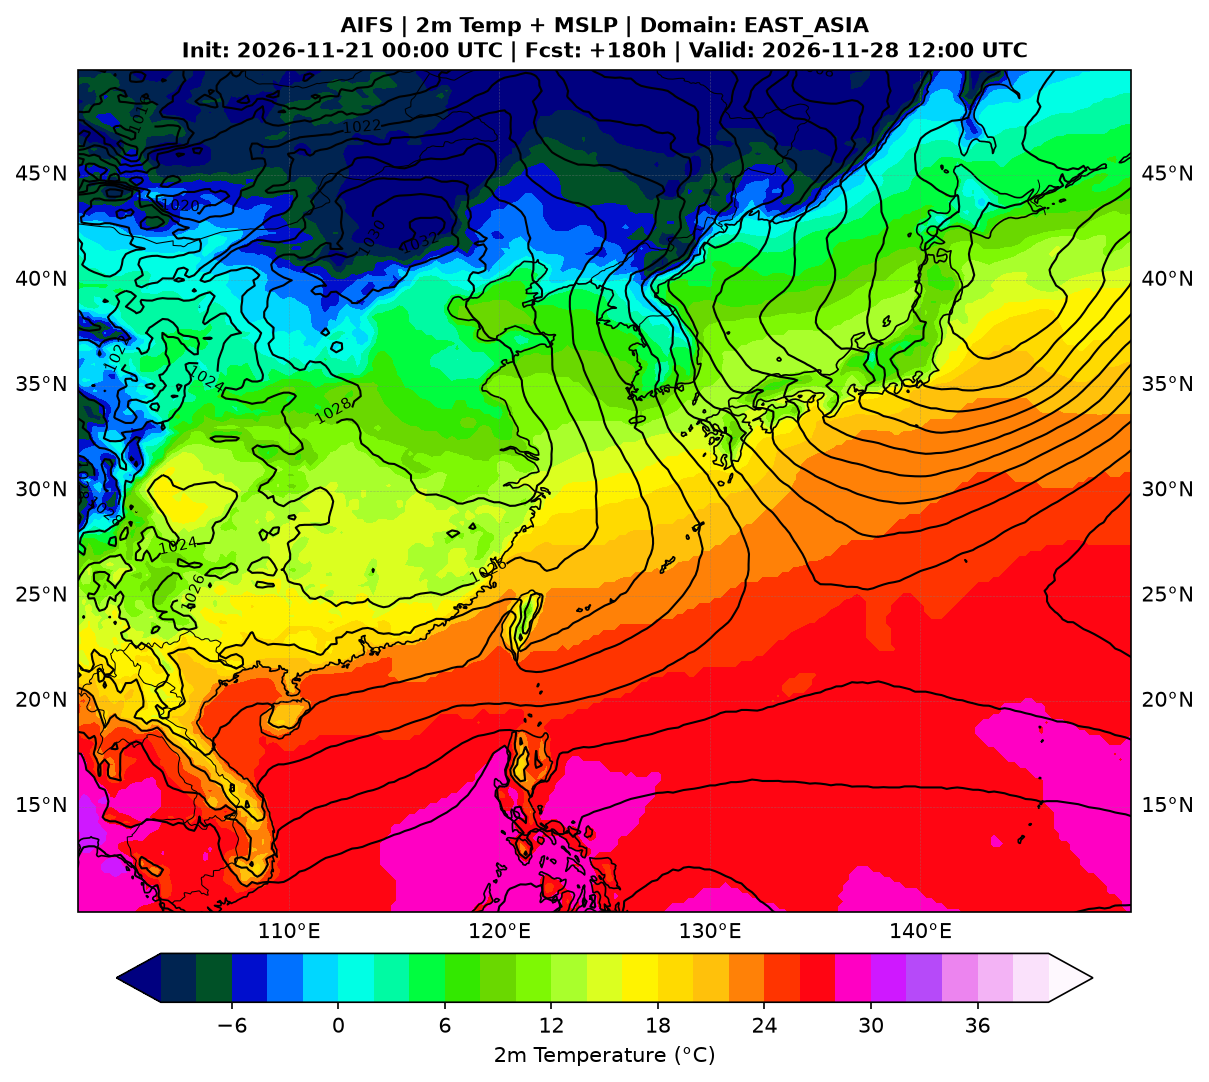 AIFS | 2m Temp + MSLP | Domain: EAST_ASIA
Init: 2026-11-21 00:00 UTC | Fcst: +180h | Valid: 2026-11-28 12:00 UTC
1022
1020
1030
1032
1024
1028
1024
1026
1026
45°N 45°N
40°N 40°N
35°N 35°N
30°N 30°N
25°N 25°N
20°N 20°N
15°N 15°N
110°E 120°E 130°E 140°E
−6 0 6 12 18 24 30 36
2m Temperature (°C)